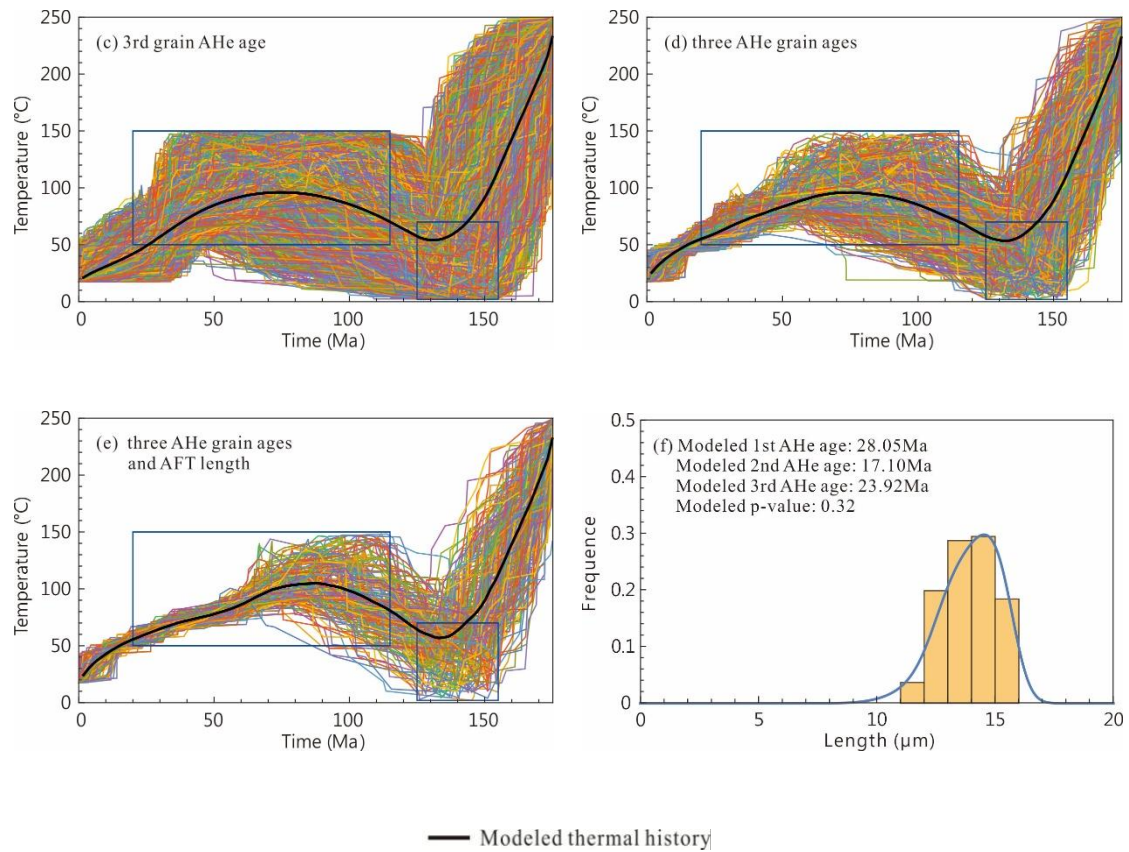 (c) 3rd grain AHe age
Temperature (°C)
250
200
150
100
50
0
0 50 100 150
Time (Ma)
(d) three AHe grain ages
Temperature (°C)
250
200
150
100
50
0
0 50 100 150
Time (Ma)
(e) three AHe grain ages
and AFT length
Temperature (°C)
250
200
150
100
50
0
0 50 100 150
Time (Ma)
(f) Modeled 1st AHe age: 28.05Ma
Modeled 2nd AHe age: 17.10Ma
Modeled 3rd AHe age: 23.92Ma
Modeled p-value: 0.32
Frequence
0.5
0.4
0.3
0.2
0.1
0
0 5 10 15 20
Length (μm)
Modeled thermal history